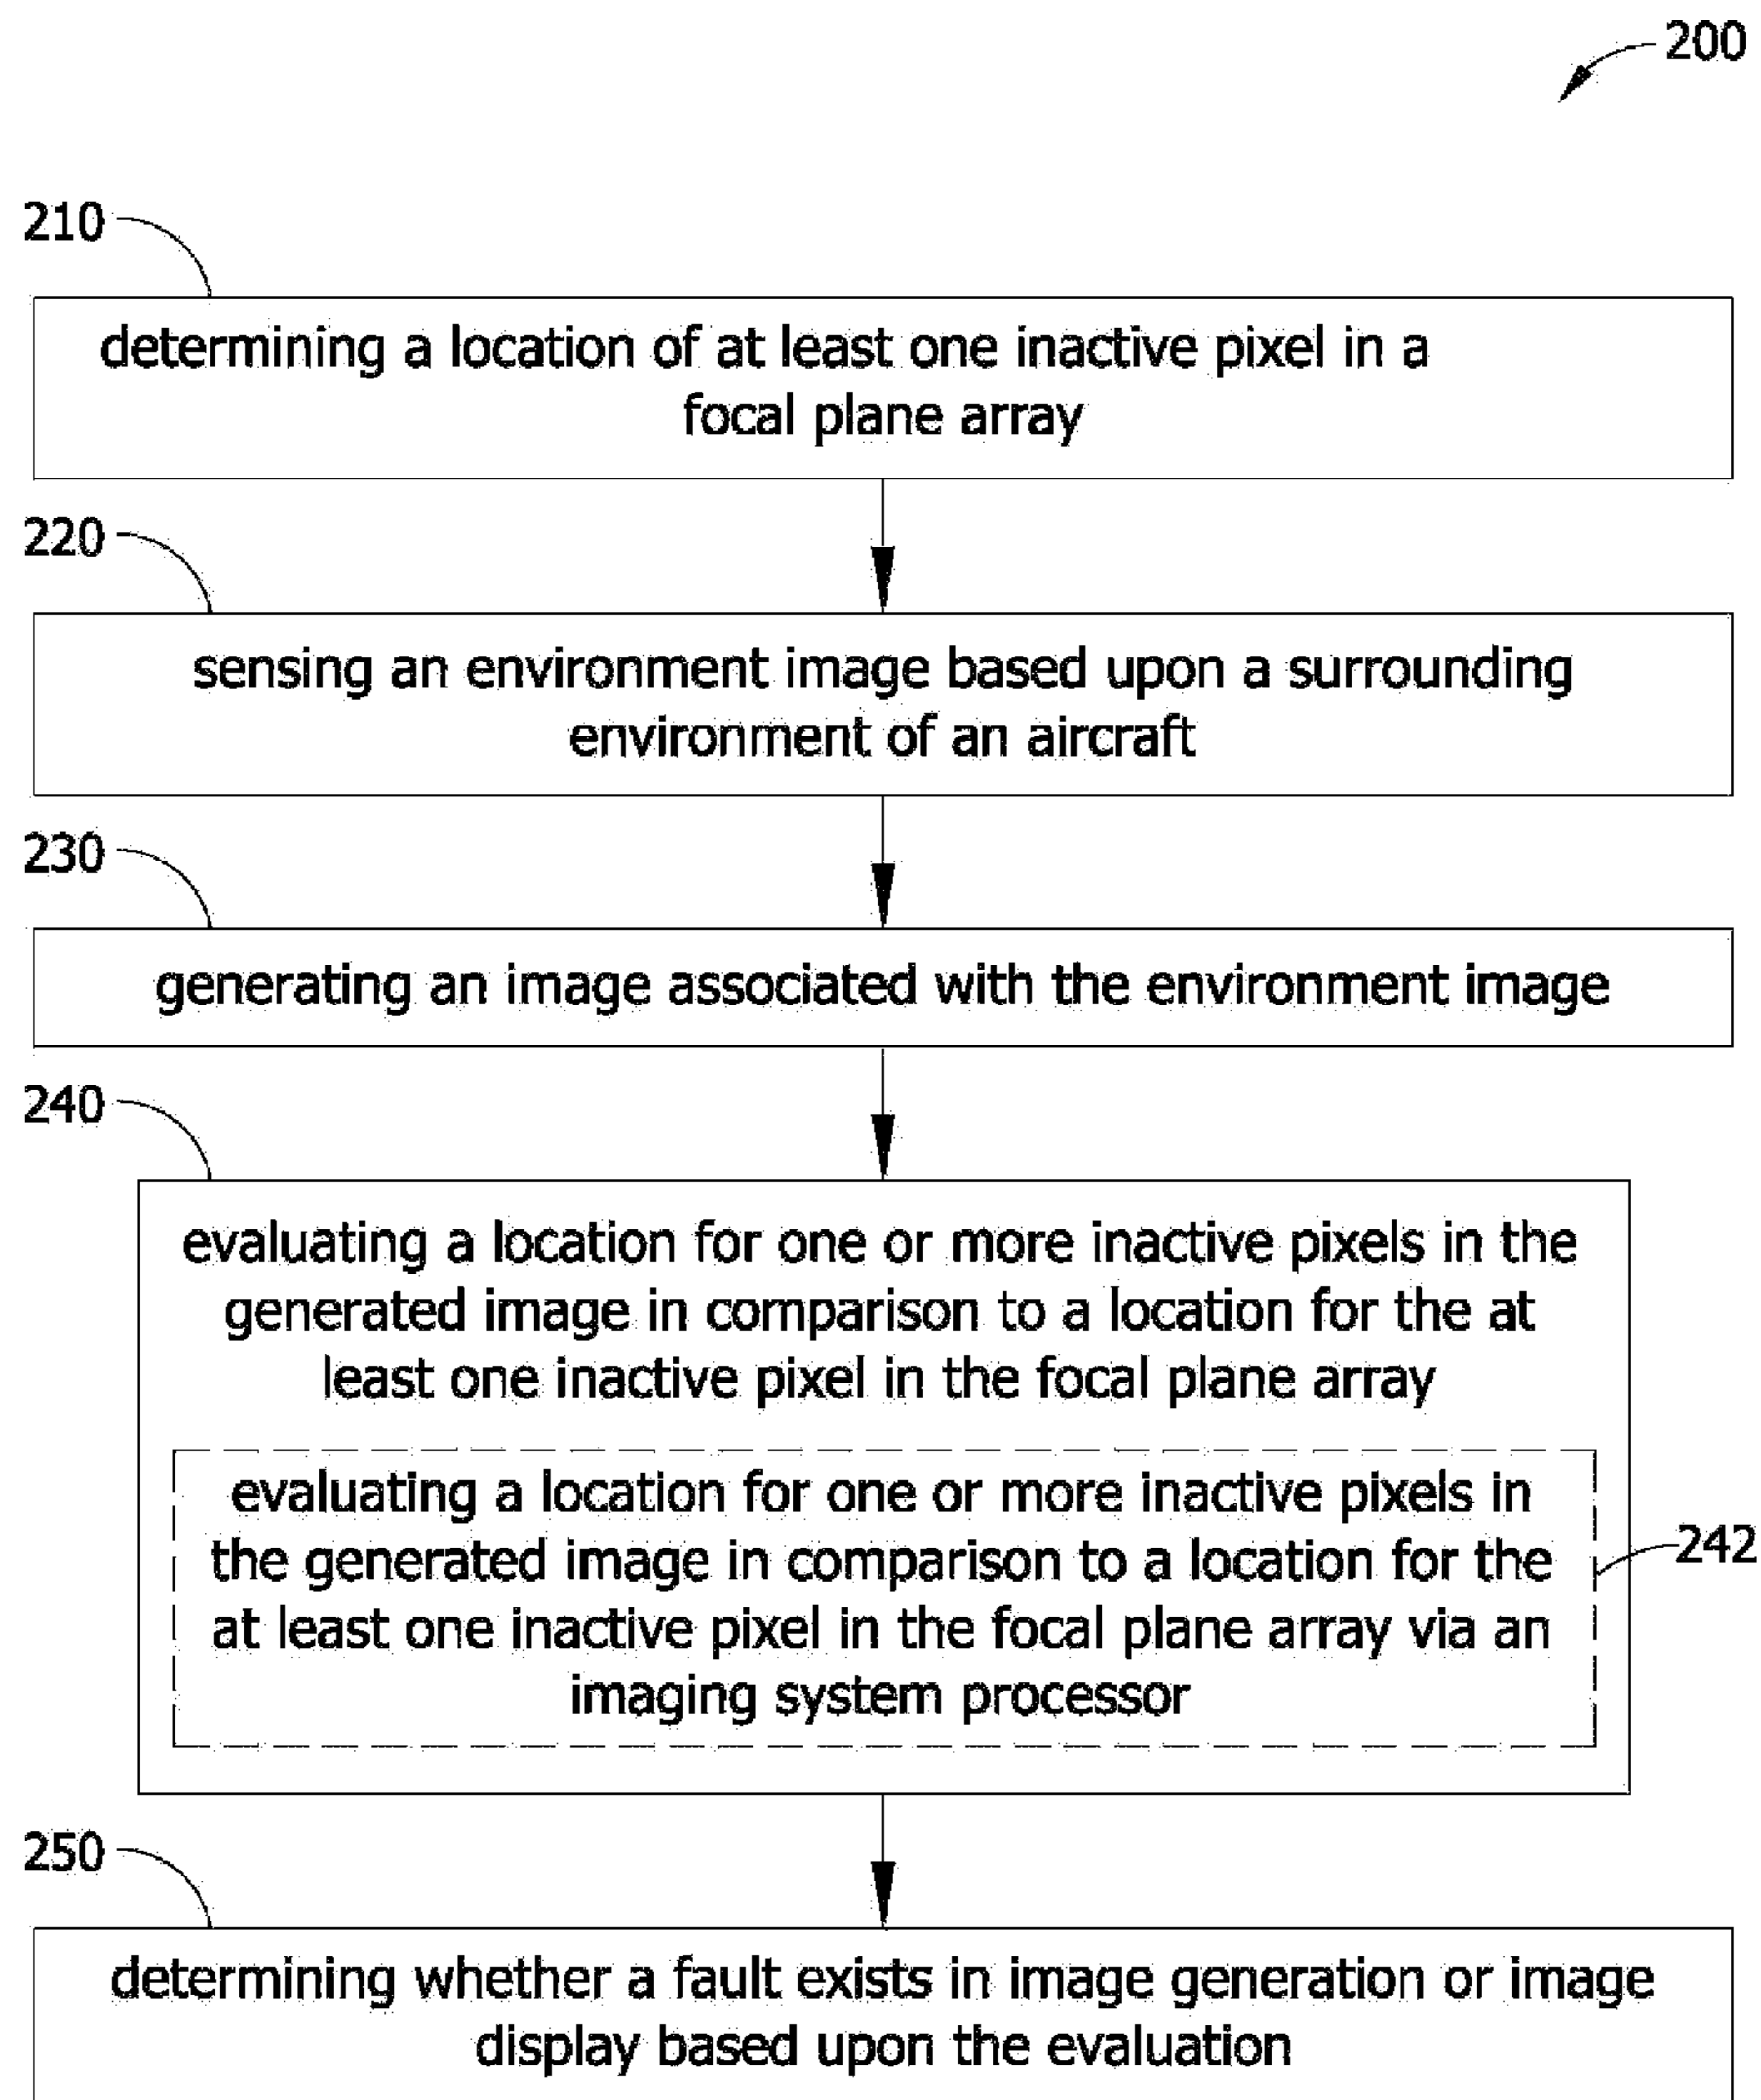 200
210
determining a location of at least one inactive pixel in a
focal plane array
220
sensing an environment image based upon a surrounding
environment of an aircraft
230
generating an image associated with the environment image
240
evaluating a location for one or more inactive pixels in the
generated image in comparison to a location for the at
least one inactive pixel in the focal plane array
evaluating a location for one or more inactive pixels in
the generated image in comparison to a location for the
at least one inactive pixel in the focal plane array via an
imaging system processor
242
250
determining whether a fault exists in image generation or image
display based upon the evaluation